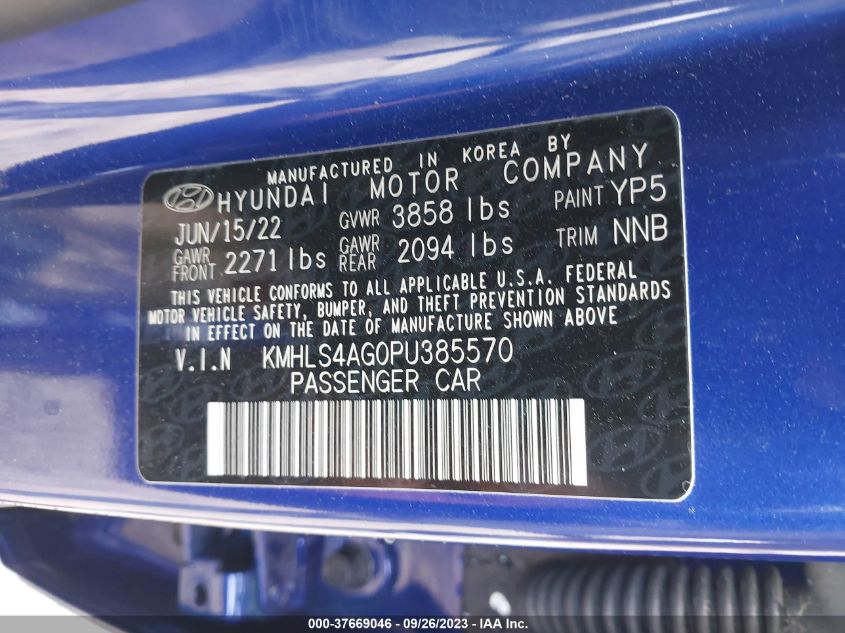 MANUFACTURED IN KOREA BY
HYUNDAI MOTOR COMPANY
JUN/15/22 GVWR 3858 lbs PAINT YP5
GAWR FRONT 2271 lbs GAWR REAR 2094 lbs TRIM NNB
THIS VEHICLE CONFORMS TO ALL APPLICABLE U.S.A. FEDERAL
MOTOR VEHICLE SAFETY, BUMPER, AND THEFT PREVENTION STANDARDS
IN EFFECT ON THE DATE OF MANUFACTURE SHOWN ABOVE
V.I.N KMHLS4AG0PU385570
PASSENGER CAR
000-37669046 - 09/26/2023 - IAAI Inc.